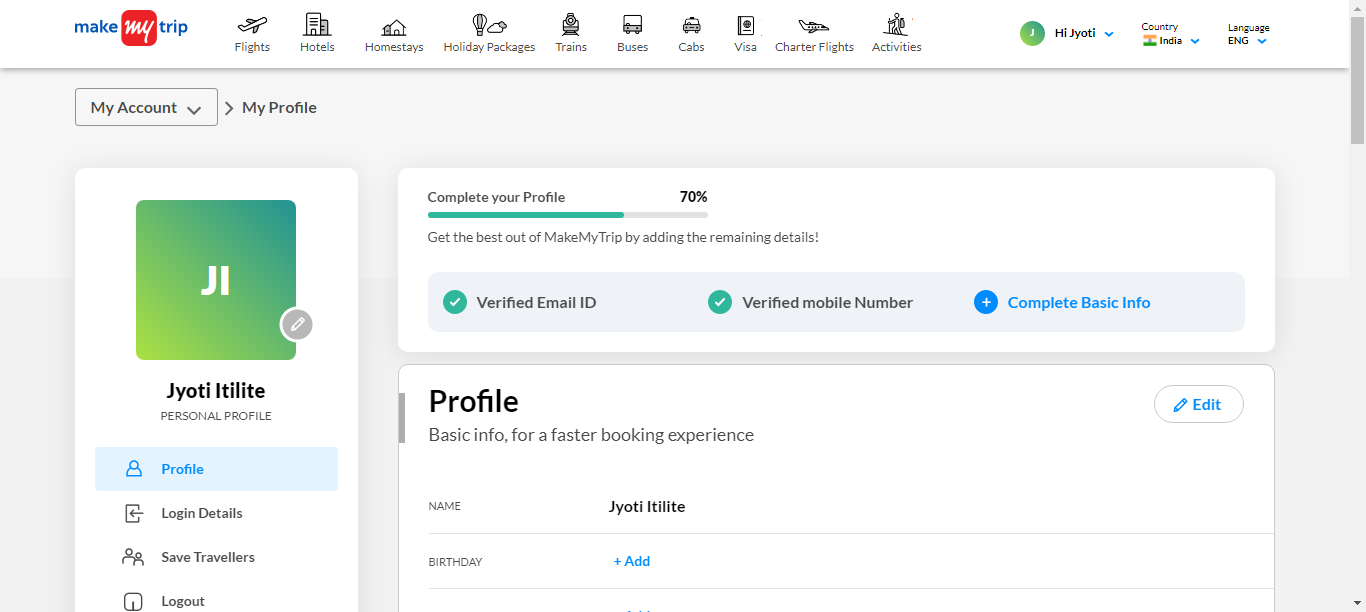 make my trip
Flights
Hotels
Homestays
Holiday Packages
Trains
Buses
Cabs
Visa
Charter Flights
Activities
J
Hi Jyoti
Country
India
Language
ENG
My Account
My Profile
JI
Jyoti Itilite
PERSONAL PROFILE
Profile
Login Details
Save Travellers
Logout
Complete your Profile 70%
Get the best out of MakeMyTrip by adding the remaining details!
Verified Email ID
Verified mobile Number
+ Complete Basic Info
Profile
Edit
Basic info, for a faster booking experience
NAME Jyoti Itilite
BIRTHDAY + Add